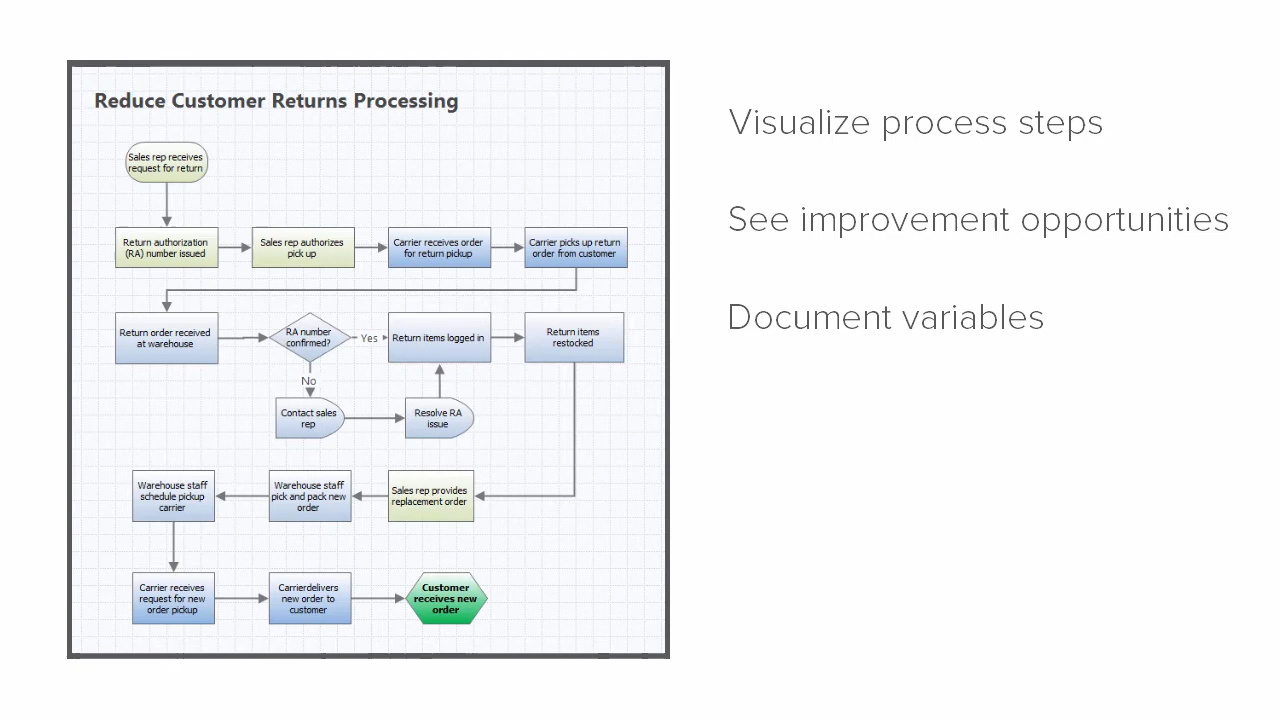 Reduce Customer Returns Processing
Sales rep receives
request for return
Return authorization
(RA) number issued
Sales rep authorizes
pick up
Carrier receives order
for return pickup
Carrier picks up return
order from customer
Return order received
at warehouse
RA number
confirmed?
Yes
Return items logged in
Return items
restocked
No
Contact sales
rep
Resolve RA
issue
Warehouse staff
schedule pickup
carrier
Warehouse staff
pick and pack new
order
Sales rep provides
replacement order
Carrier receives
request for new
order pickup
Carrierdelivers
new order to
customer
Customer
receives new
order
Visualize process steps
See improvement opportunities
Document variables